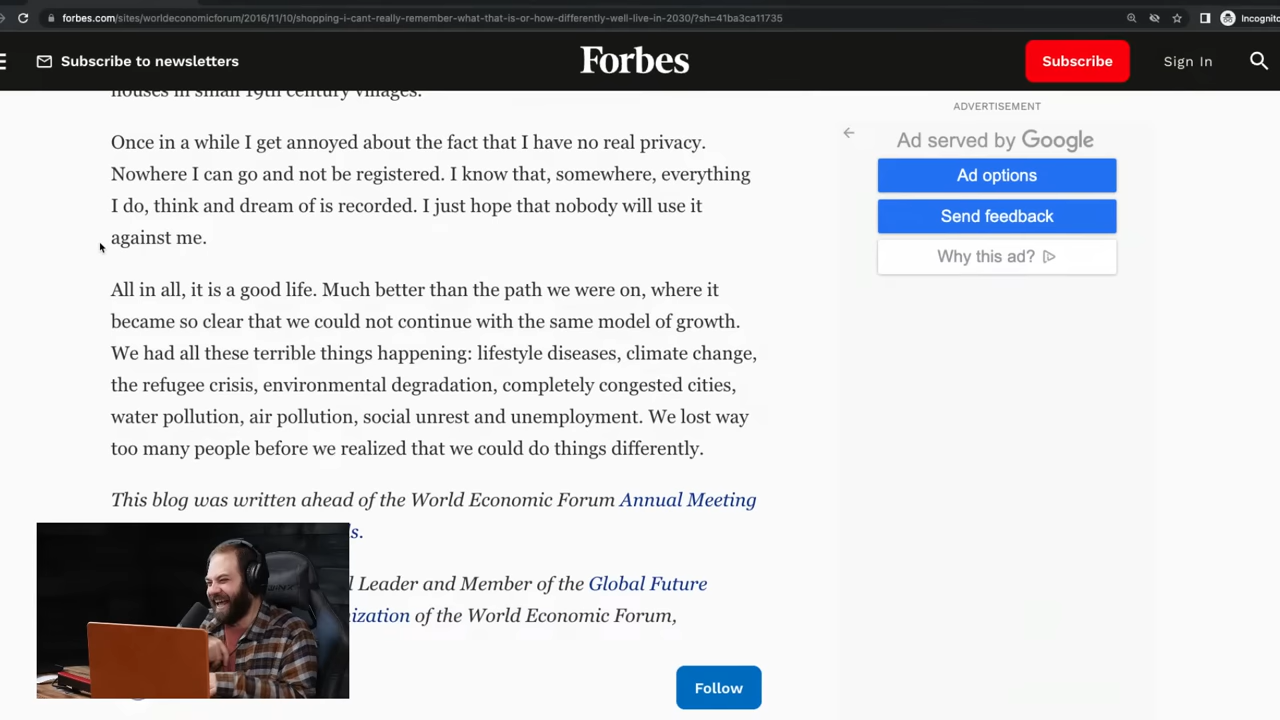 forbes.com/sites/worldeconomicforum/2016/11/10/shopping-i-cant-really-remember-what-that-is-or-how-differently-well-live-in-2030/?sh=41ba3ca11735
Incognito
Subscribe to newsletters
Forbes
Subscribe
Sign In
houses in small 19th century villages.
Once in a while I get annoyed about the fact that I have no real privacy.
Nowhere I can go and not be registered. I know that, somewhere, everything
I do, think and dream of is recorded. I just hope that nobody will use it
against me.
All in all, it is a good life. Much better than the path we were on, where it
became so clear that we could not continue with the same model of growth.
We had all these terrible things happening: lifestyle diseases, climate change,
the refugee crisis, environmental degradation, completely congested cities,
water pollution, air pollution, social unrest and unemployment. We lost way
too many people before we realized that we could do things differently.
This blog was written ahead of the World Economic Forum Annual Meeting
s.
l Leader and Member of the Global Future
ization of the World Economic Forum,
Follow
ADVERTISEMENT
Ad served by Google
Ad options
Send feedback
Why this ad?